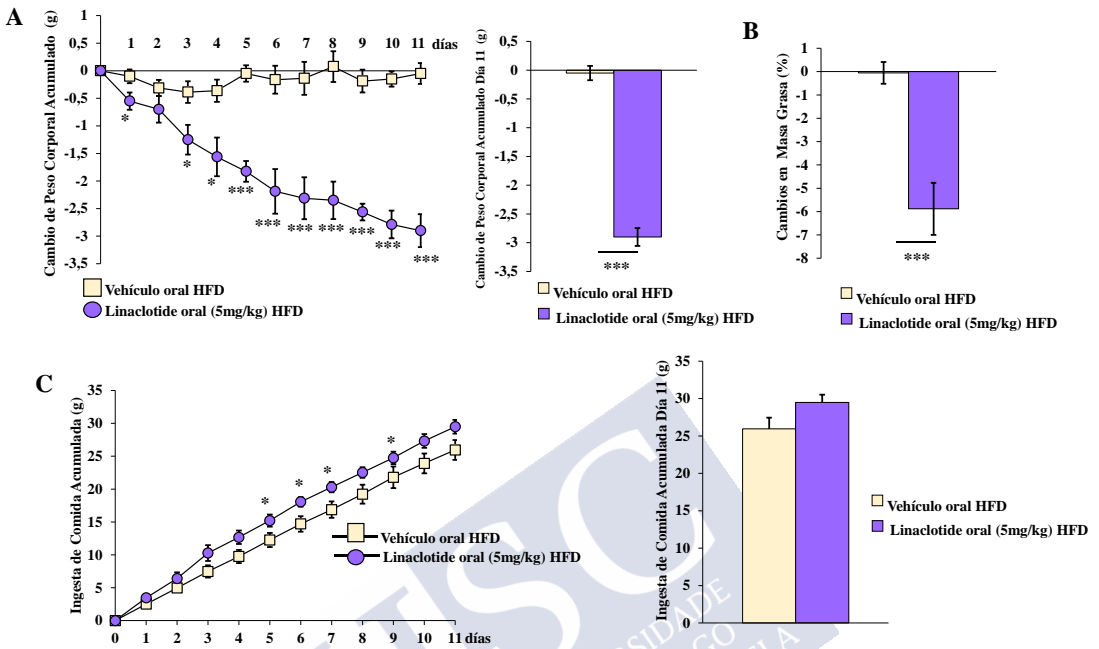 A
Cambio de Peso Corporal Acumulado (g)
1
0,5
0
-0,5
-1
-1,5
-2
-2,5
-3
-3,5
1 2 3 4 5 6 7 8 9 10 11 días
*
*
*
***
***
***
***
***
***
***
Vehículo oral HFD
Linaclotide oral (5mg/kg) HFD
Cambio de Peso Corporal Acumulado Día 11 (g)
0,5
0
-0,5
-1
-1,5
-2
-2,5
-3
-3,5
***
Vehículo oral HFD
Linaclotide oral (5mg/kg) HFD
B
Cambios en Masa Grasa (%)
1
0
-1
-2
-3
-4
-5
-6
-7
-8
***
Vehículo oral HFD
Linaclotide oral (5mg/kg) HFD
C
Ingesta de Comida Acumulada (g)
35
30
25
20
15
10
5
0
*
*
*
*
0 1 2 3 4 5 6 7 8 9 10 11 días
Vehículo oral HFD
Linaclotide oral (5mg/kg) HFD
Ingesta de Comida Acumulada Día 11 (g)
35
30
25
20
15
10
5
0
Vehículo oral HFD
Linaclotide oral (5mg/kg) HFD
USC